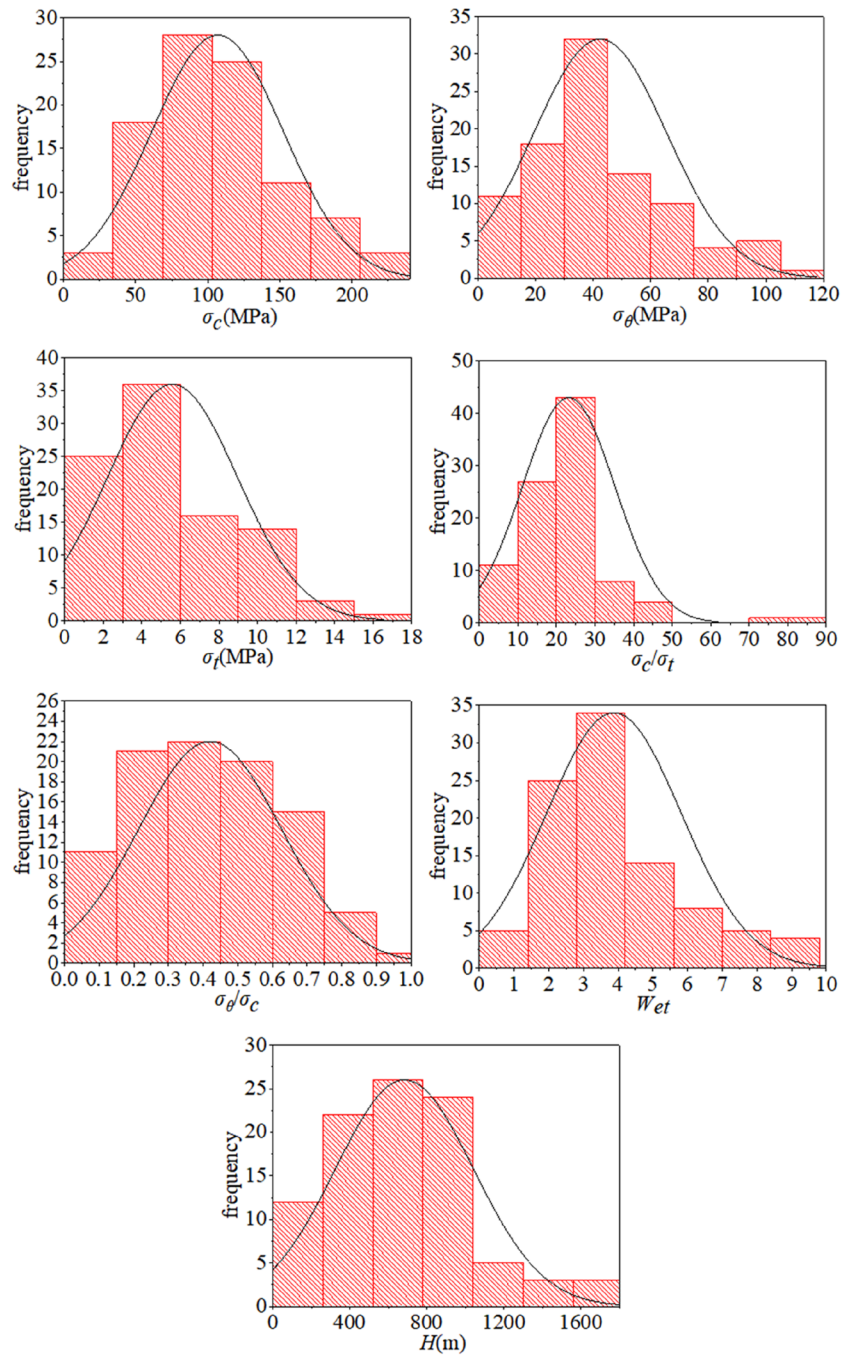 30
25
20
15
10
5
0
frequency
0 50 100 150 200
σc(MPa)
35
30
25
20
15
10
5
0
frequency
0 20 40 60 80 100 120
σθ(MPa)
40
35
30
25
20
15
10
5
0
frequency
0 2 4 6 8 10 12 14 16 18
σt(MPa)
50
40
30
20
10
0
frequency
0 10 20 30 40 50 60 70 80 90
σc/σt
26
24
22
20
18
16
14
12
10
8
6
4
2
0
frequency
0.0 0.1 0.2 0.3 0.4 0.5 0.6 0.7 0.8 0.9 1.0
σθ/σc
35
30
25
20
15
10
5
0
frequency
0 1 2 3 4 5 6 7 8 9 10
Wet
30
25
20
15
10
5
0
frequency
0 400 800 1200 1600
H(m)